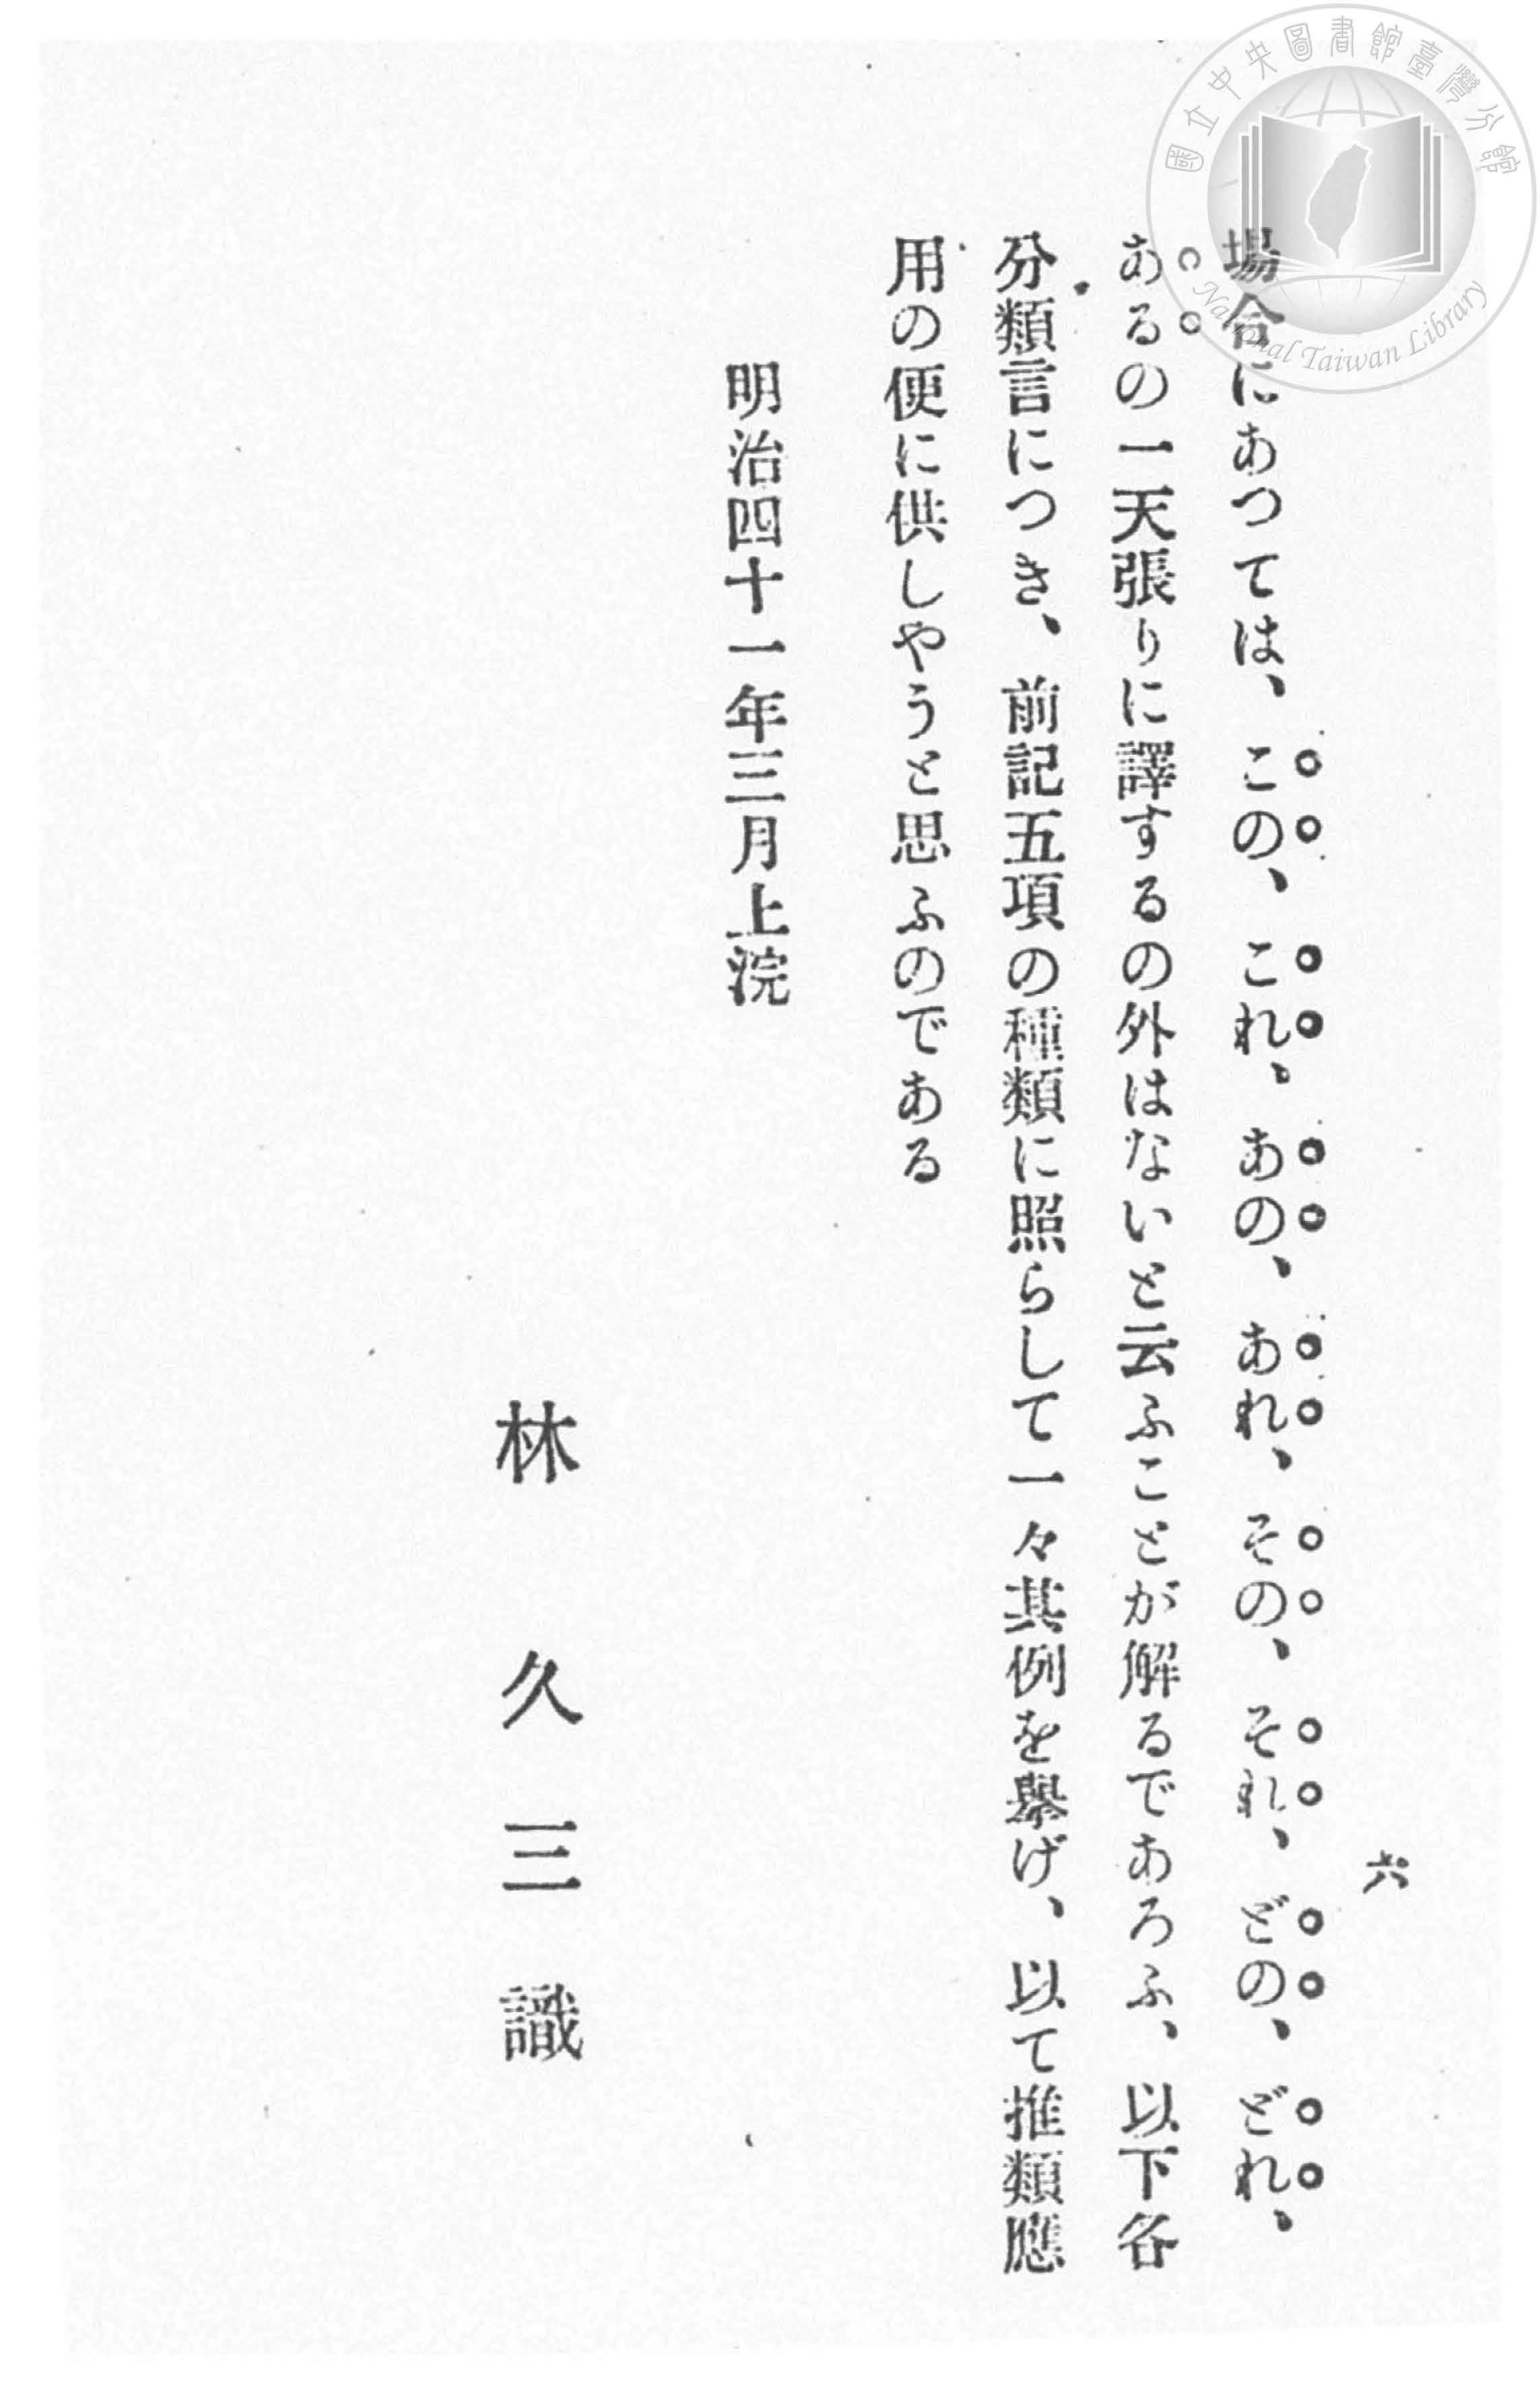 國立中央圖書館臺灣分館
National Taiwan Library
六
場合にあつては、この、これ、あの、あれ、その、それ、どの、どれ、
あるの一天張りに譯するの外はないと云ふことが解るであろふ、以下各
分類言につき、前記五項の種類に照らして一々其例を擧げ、以て推類應
用の便に供しやうと思ふのである
明治四十一年三月上浣
林久三識